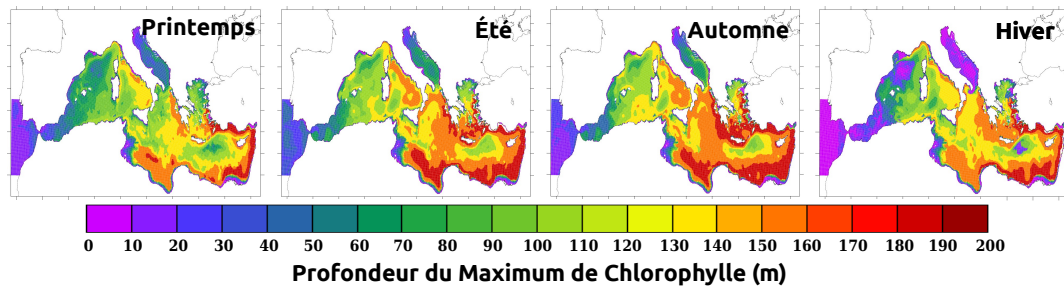 Printemps
Été
Automne
Hiver
0 10 20 30 40 50 60 70 80 90 100 110 120 130 140 150 160 170 180 190 200
Profondeur du Maximum de Chlorophylle (m)